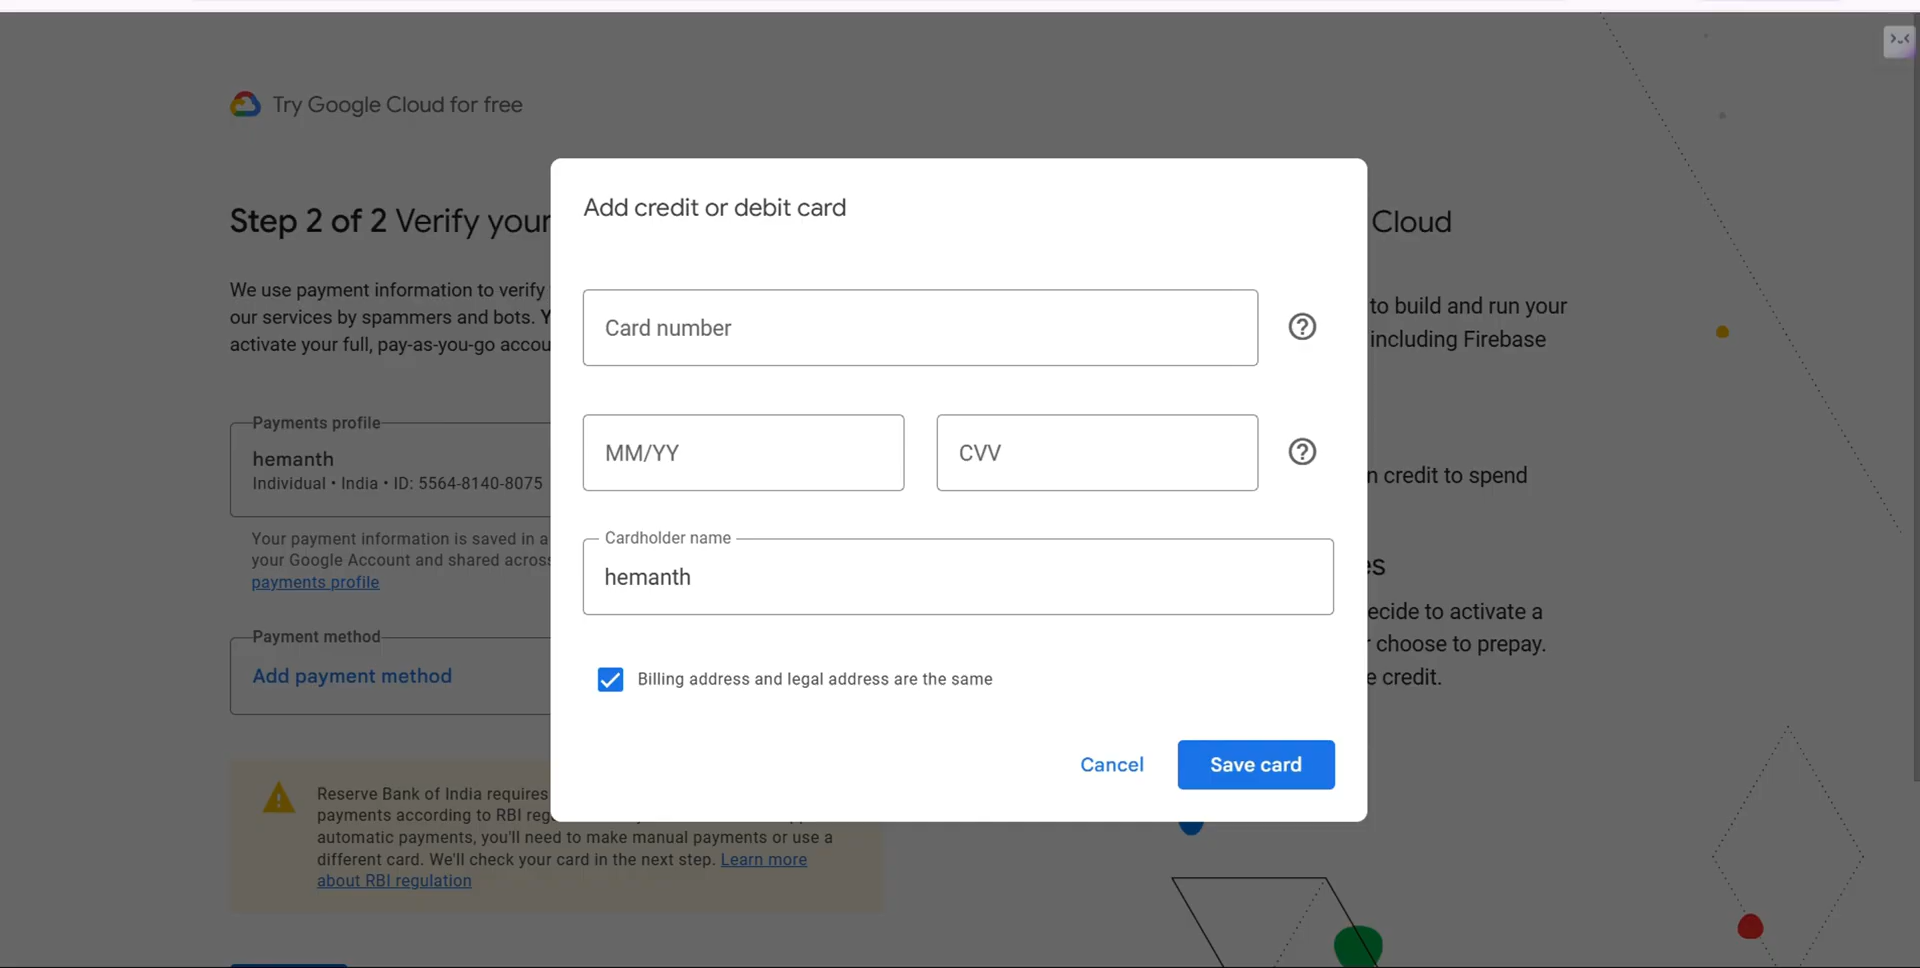 Try Google Cloud for free
Step 2 of 2 Verify your
We use payment information to verify
our services by spammers and bots.
activate your full, pay-as-you-go
Payments profile
hemanth
Individual • India • ID: 5564-8140-8075
Your payment information is saved in a
your Google Account and shared
payments profile
Payment method
Add payment method
Reserve Bank of India requires
payments according to RBI
automatic payments, you'll need to make manual payments or use a
different card. We'll check your card in the next step. Learn more
about RBI regulation
Add credit or debit card
Card number
MM/YY
CVV
Cardholder name
hemanth
Billing address and legal address are the same
Cancel
Save card
Cloud
to build and run your
including Firebase
credit to spend
to activate a
choose to prepay.
credit.